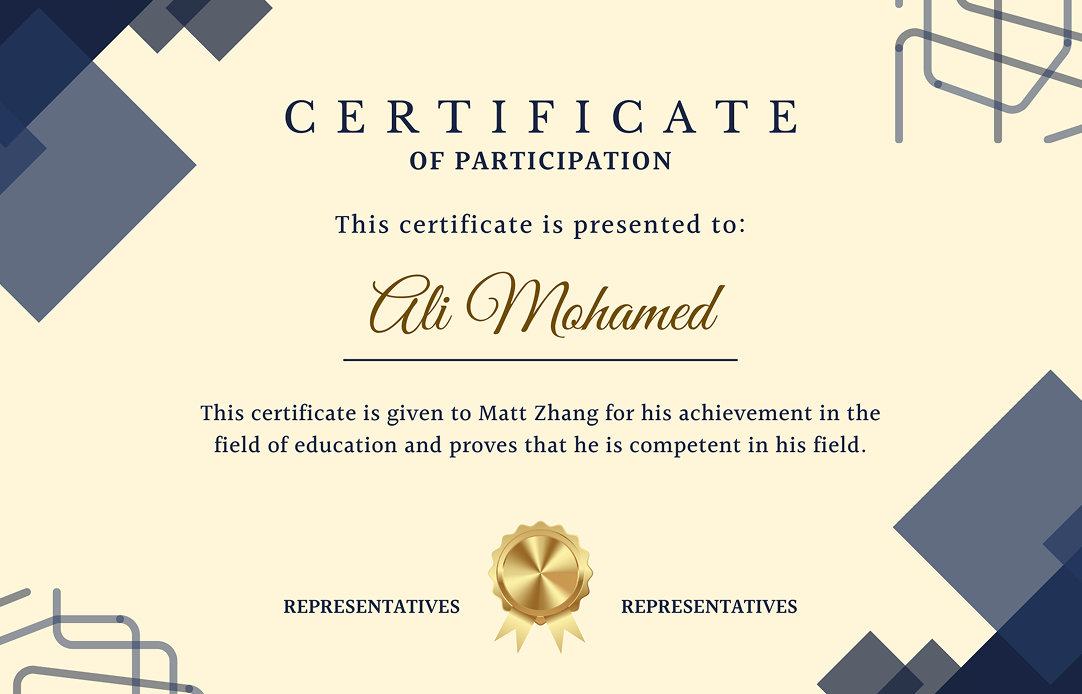 CERTIFICATE
OF PARTICIPATION
This certificate is presented to:
Ali Mohamed
This certificate is given to Matt Zhang for his achievement in the
field of education and proves that he is competent in his field.
REPRESENTATIVES REPRESENTATIVES